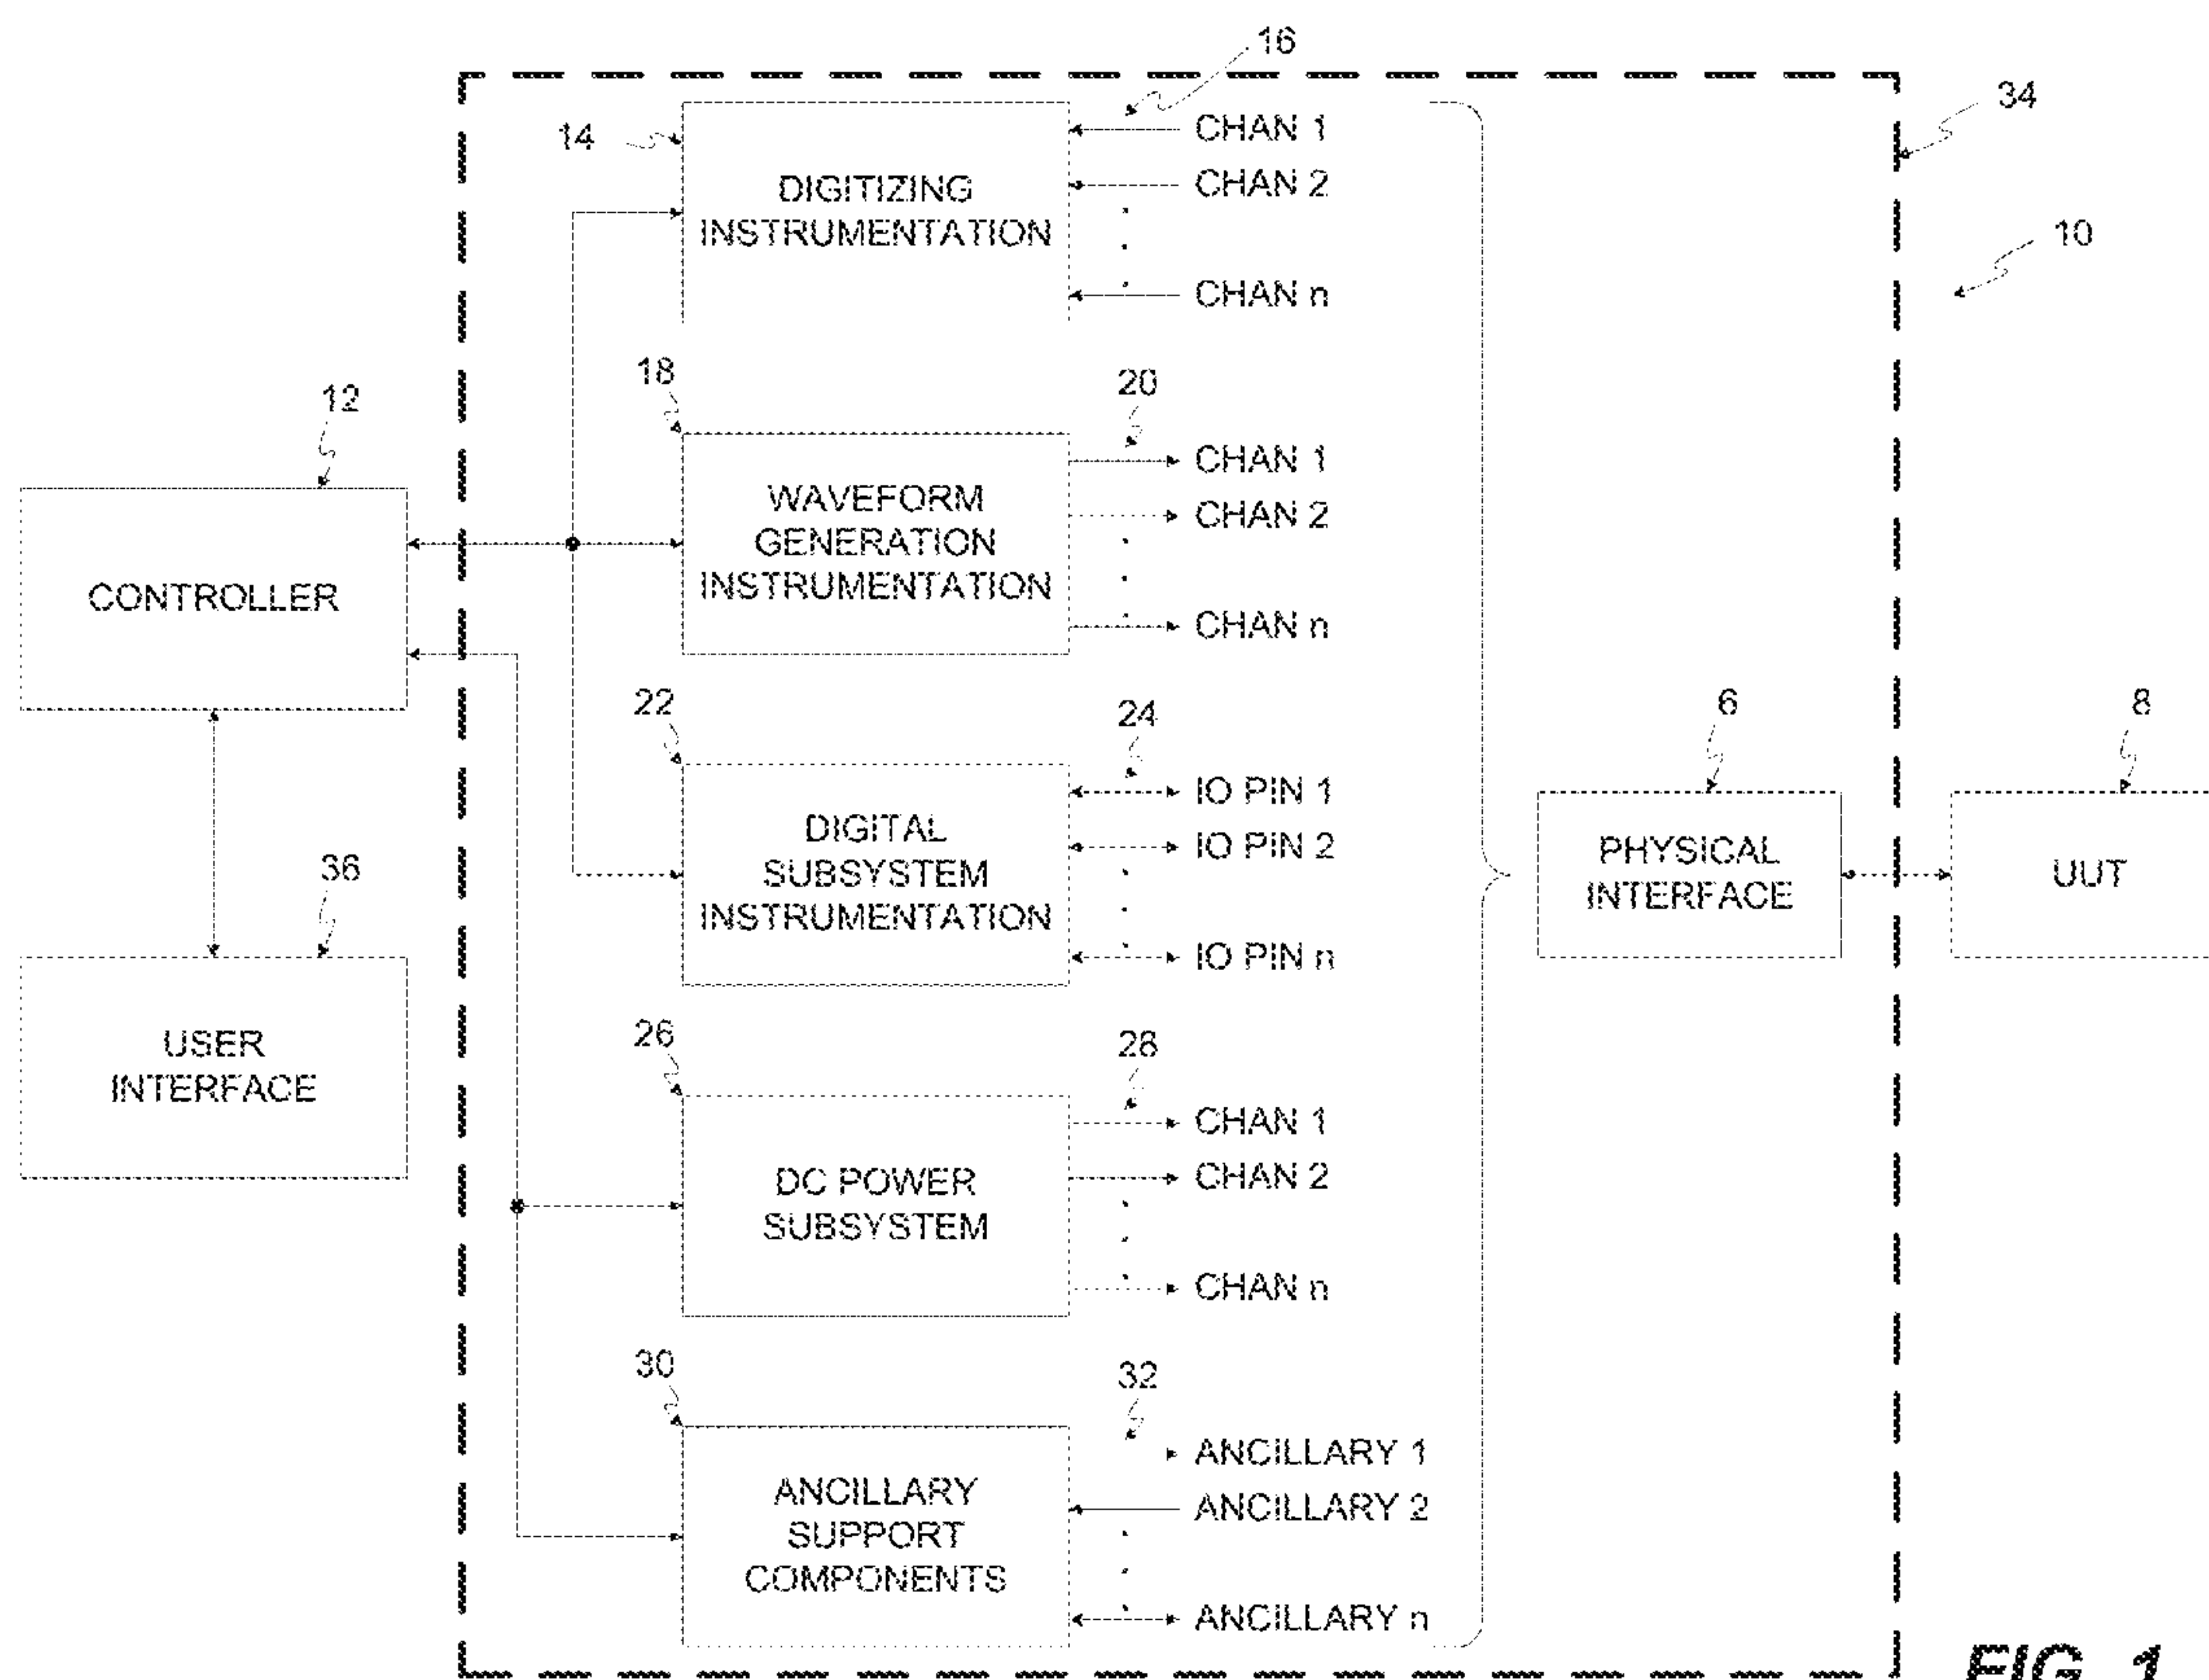 16
34
14
CHAN 1
DIGITIZING
INSTRUMENTATION
CHAN 2
10
CHAN n
18
20
12
CHAN 1
WAVEFORM
GENERATION
INSTRUMENTATION
CHAN 2
CONTROLLER
CHAN n
22
24
6
8
IO PIN 1
DIGITAL
SUBSYSTEM
INSTRUMENTATION
IO PIN 2
PHYSICAL
INTERFACE
UUT
36
IO PIN n
26
28
USER
INTERFACE
CHAN 1
DC POWER
SUBSYSTEM
CHAN 2
CHAN n
30
32
ANCILLARY 1
ANCILLARY
SUPPORT
COMPONENTS
ANCILLARY 2
ANCILLARY n
FIG. 1